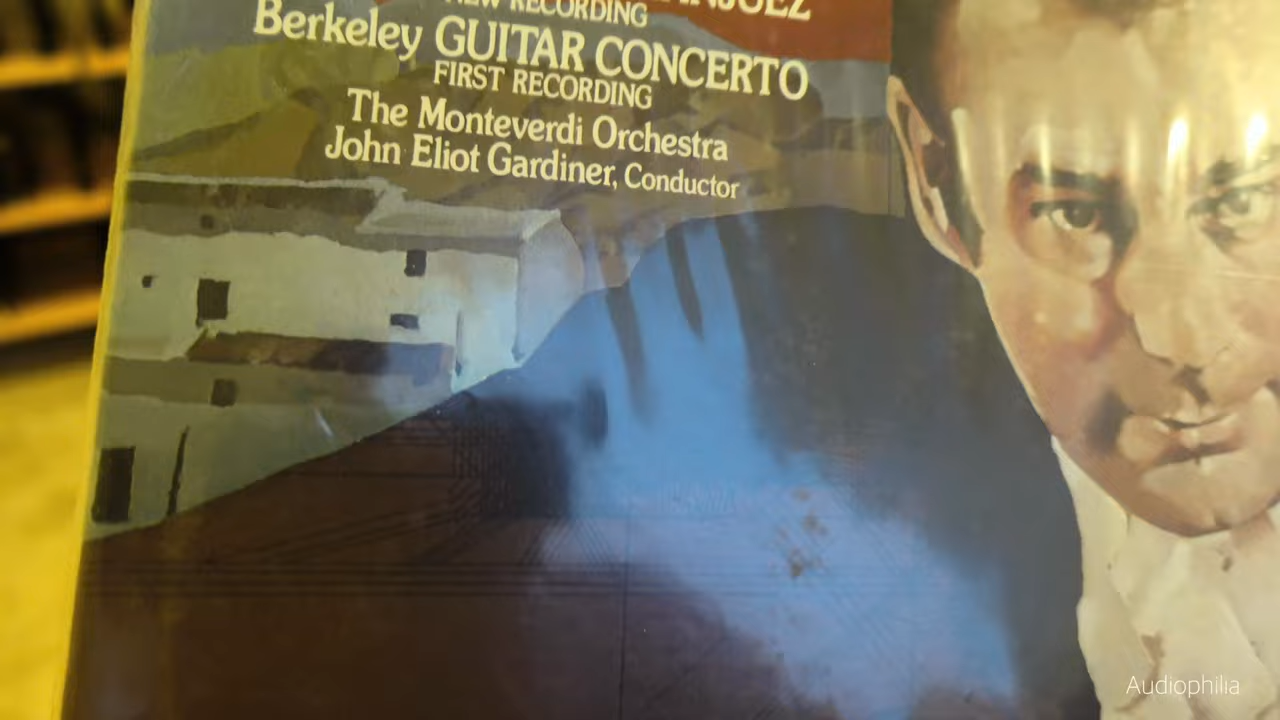 NEW RECORDING
Berkeley GUITAR CONCERTO
FIRST RECORDING
The Monteverdi Orchestra
John Eliot Gardiner, Conductor
Audiophilia